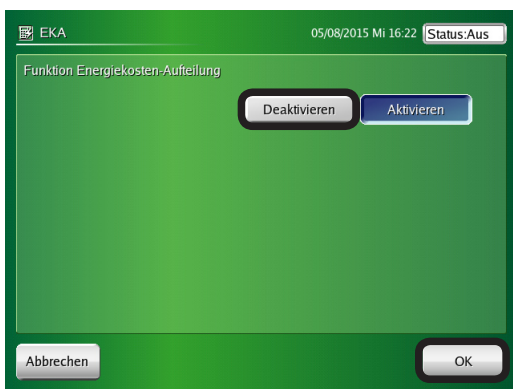 EKA 05/08/2015 Mi 16:22 Status:Aus
Funktion Energiekosten-Aufteilung
Deaktivieren Aktivieren
Abbrechen OK